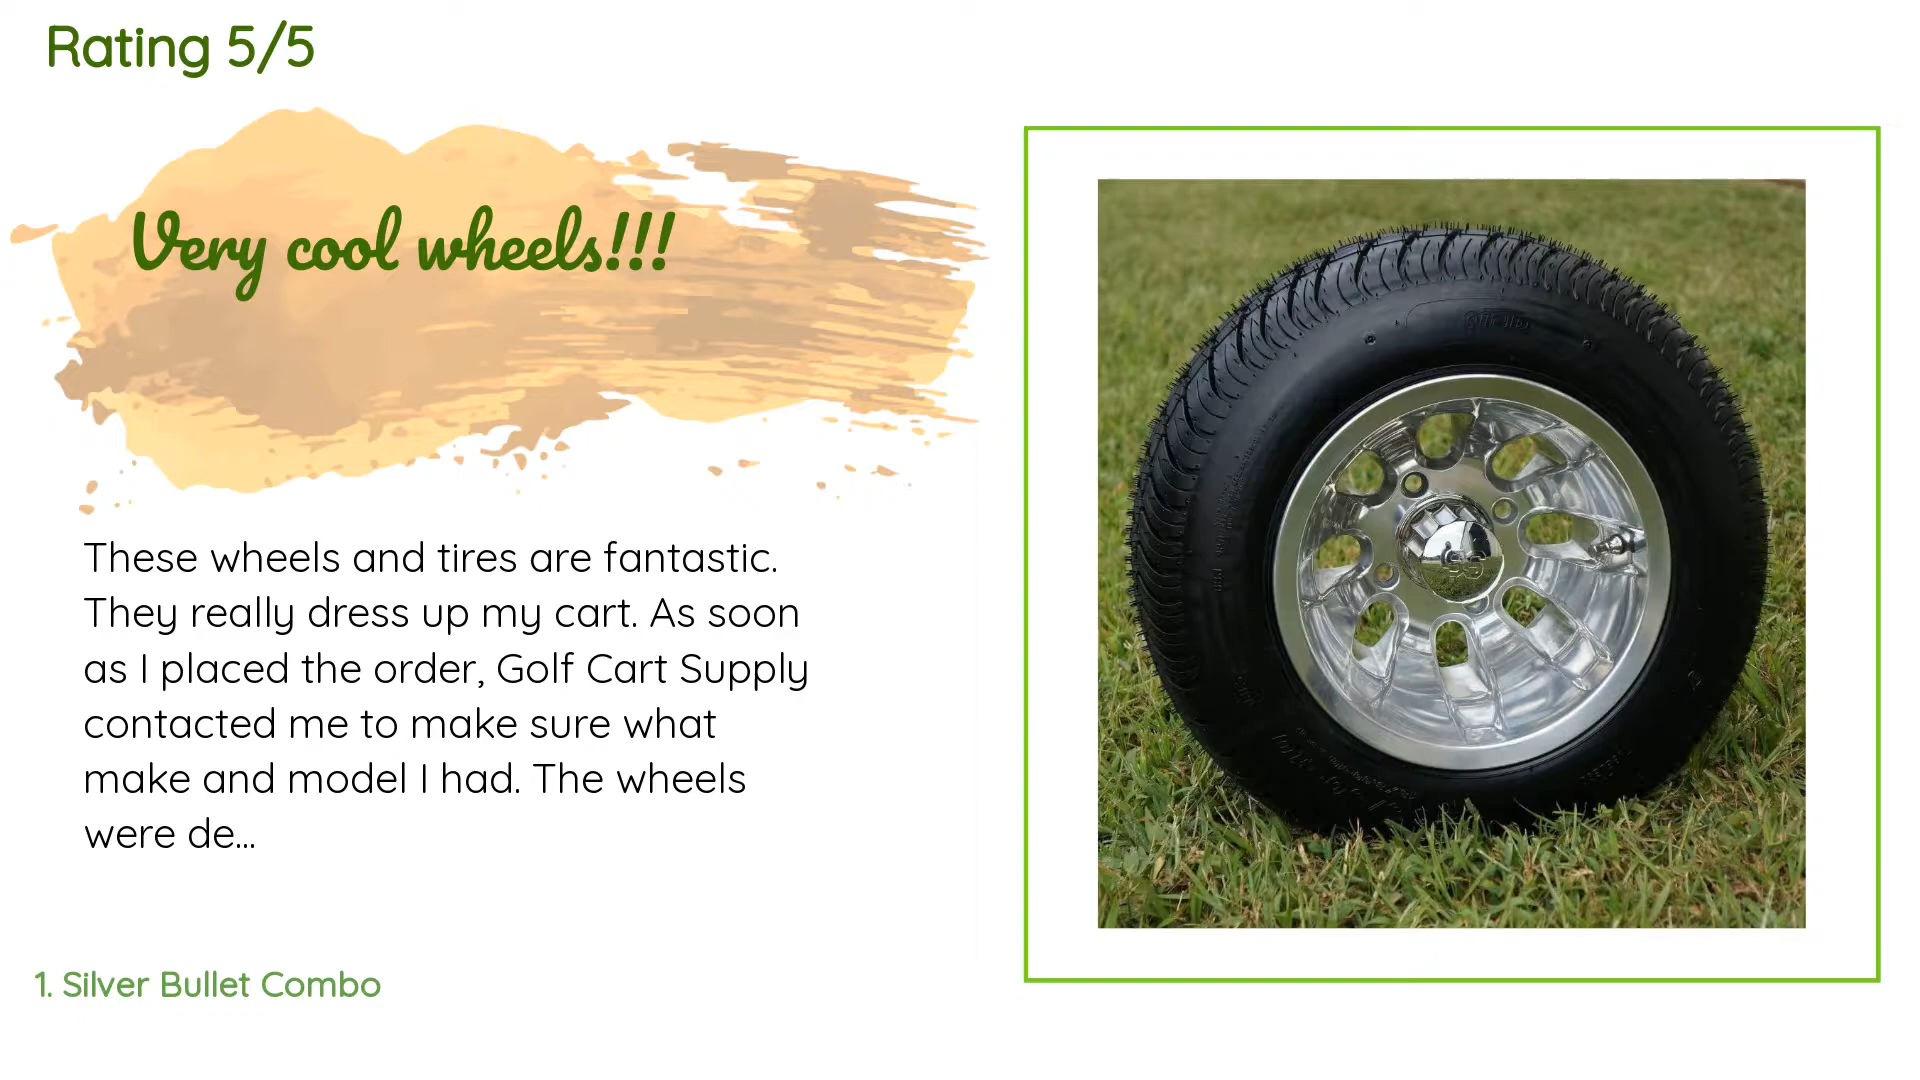 Rating 5/5
Very cool wheels!!!
These wheels and tires are fantastic.
They really dress up my cart. As soon
as I placed the order, Golf Cart Supply
contacted me to make sure what
make and model I had. The wheels
were de...
1. Silver Bullet Combo